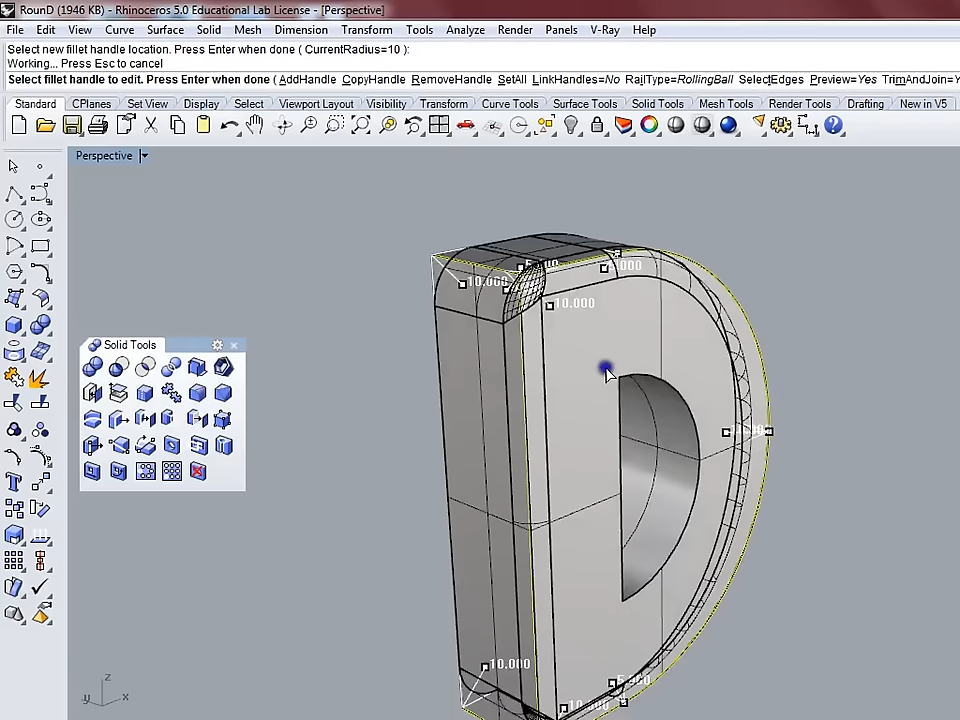 RounD (1946 KB) - Rhinoceros 5.0 Educational Lab License - [Perspective]
File Edit View Curve Surface Solid Mesh Dimension Transform Tools Analyze Render Panels V-Ray Help
Select new fillet handle location. Press Enter when done ( CurrentRadius=10 ):
Working... Press Esc to cancel
Select fillet handle to edit. Press Enter when done ( AddHandle CopyHandle RemoveHandle SetAll LinkHandles=No RailType=RollingBall SelectEdges Preview=Yes TrimAndJoin=Y
Standard CPlanes Set View Display Select Viewport Layout Visibility Transform Curve Tools Surface Tools Solid Tools Mesh Tools Render Tools Drafting New in V5
Perspective
10.000
10.000
Solid Tools
10.000
z
y x